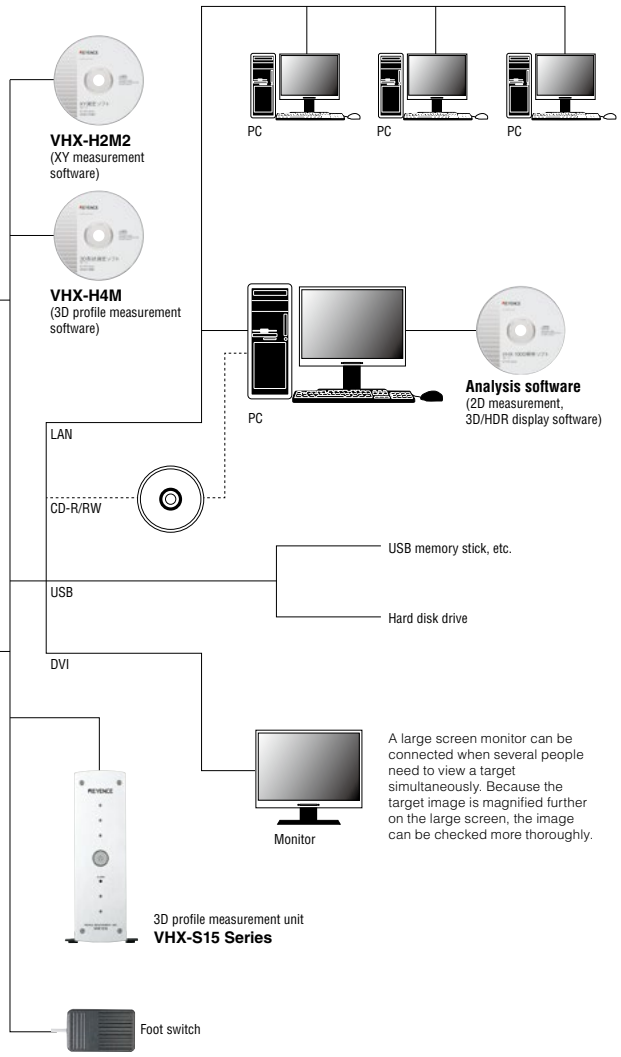 PC
PC
PC
KEYENCE
VHX-H2M2
(XY measurement
software)
KEYENCE
VHX-H4M
(3D profile measurement
software)
PC
KEYENCE
Analysis software
(2D measurement,
3D/HDR display software)
LAN
CD-R/RW
USB memory stick, etc.
USB
Hard disk drive
DVI
Monitor
A large screen monitor can be
connected when several people
need to view a target
simultaneously. Because the
target image is magnified further
on the large screen, the image
can be checked more thoroughly.
KEYENCE
3D profile measurement unit
VHX-S15 Series
Foot switch